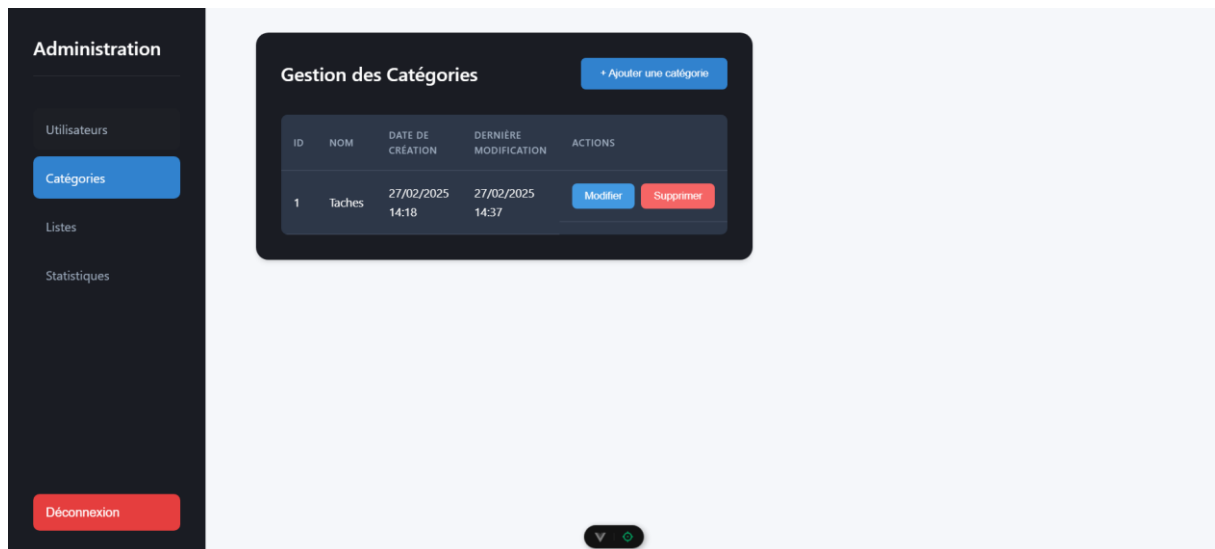 Administration
Utilisateurs
Catégories
Listes
Statistiques
Déconnexion
Gestion des Catégories
+ Ajouter une catégorie
ID NOM DATE DE CRÉATION DERNIÈRE MODIFICATION ACTIONS
1 Taches 27/02/2025 14:18 27/02/2025 14:37 Modifier Supprimer